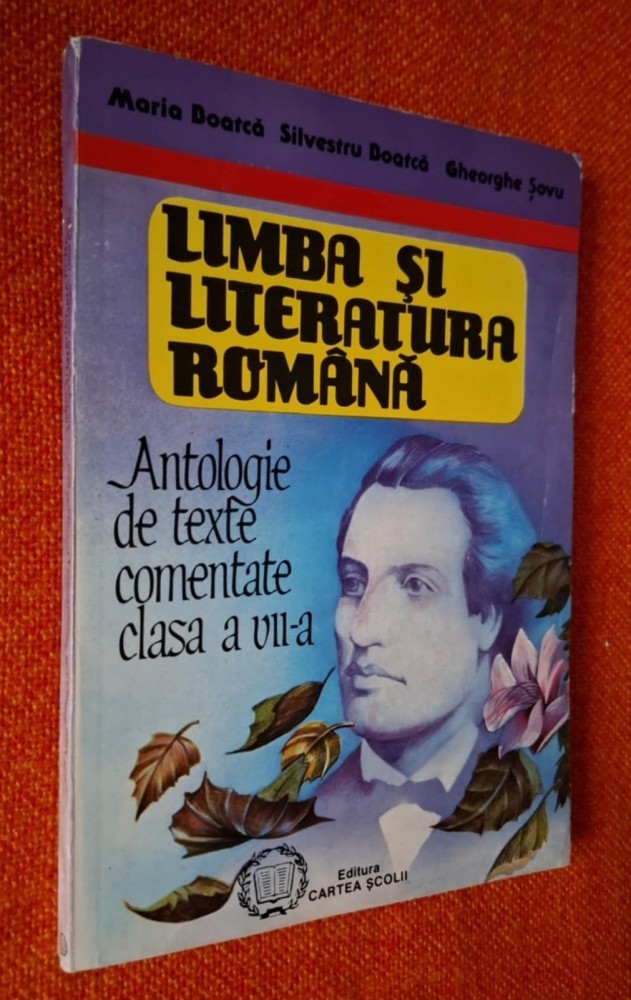 Maria Boatcă Silvestru Boatcă Gheorghe Șovu
LIMBA ȘI
LITERATURA
ROMÂNĂ
Antologie
de texte
comentate
clasa a VII-a
Editura
CARTEA ȘCOLII